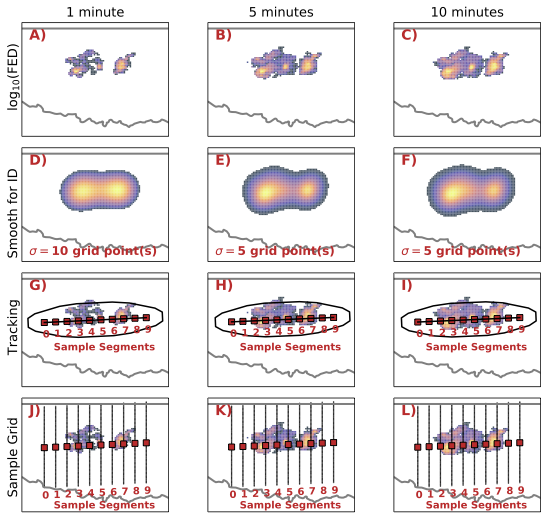 1 minute 5 minutes 10 minutes
log₁₀(FED)
A) B) C)
Smooth for ID
D) E) F)
σ = 10 grid point(s) σ = 5 grid point(s) σ = 5 grid point(s)
Tracking
G) H) I)
0 1 2 3 4 5 6 7 8 9 0 1 2 3 4 5 6 7 8 9 0 1 2 3 4 5 6 7 8 9
Sample Segments Sample Segments Sample Segments
Sample Grid
J) K) L)
0 1 2 3 4 5 6 7 8 9 0 1 2 3 4 5 6 7 8 9 0 1 2 3 4 5 6 7 8 9
Sample Segments Sample Segments Sample Segments